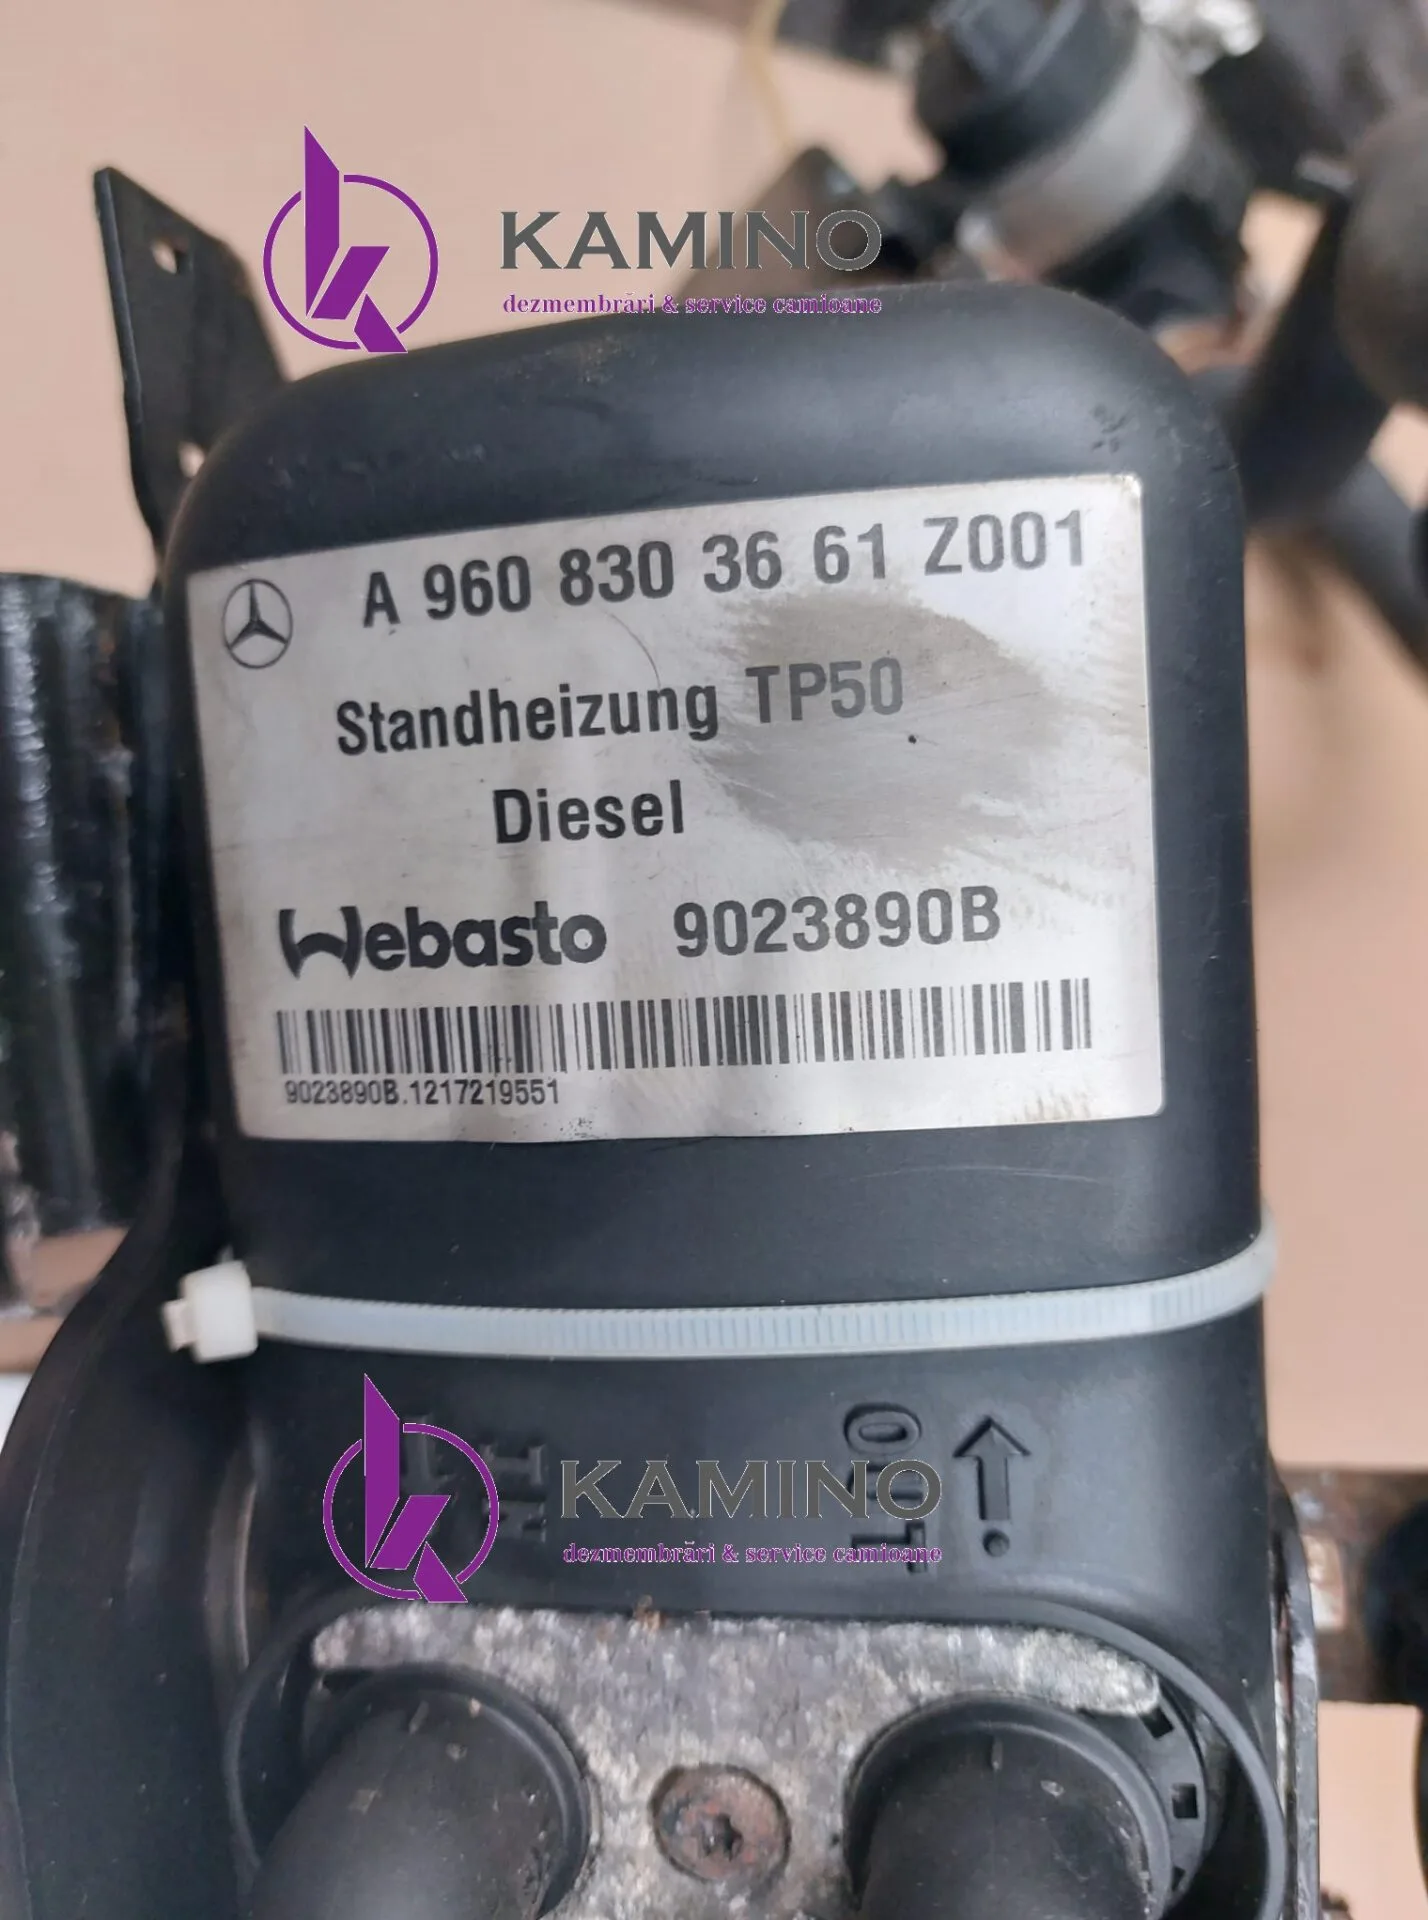 KAMINO
dezmembrări & service camioane
A 960 830 36 61 Z001
Standheizung TP50
Diesel
Webasto 9023890B
9023890B.1217219551
OUT
KAMINO
dezmembrări & service camioane